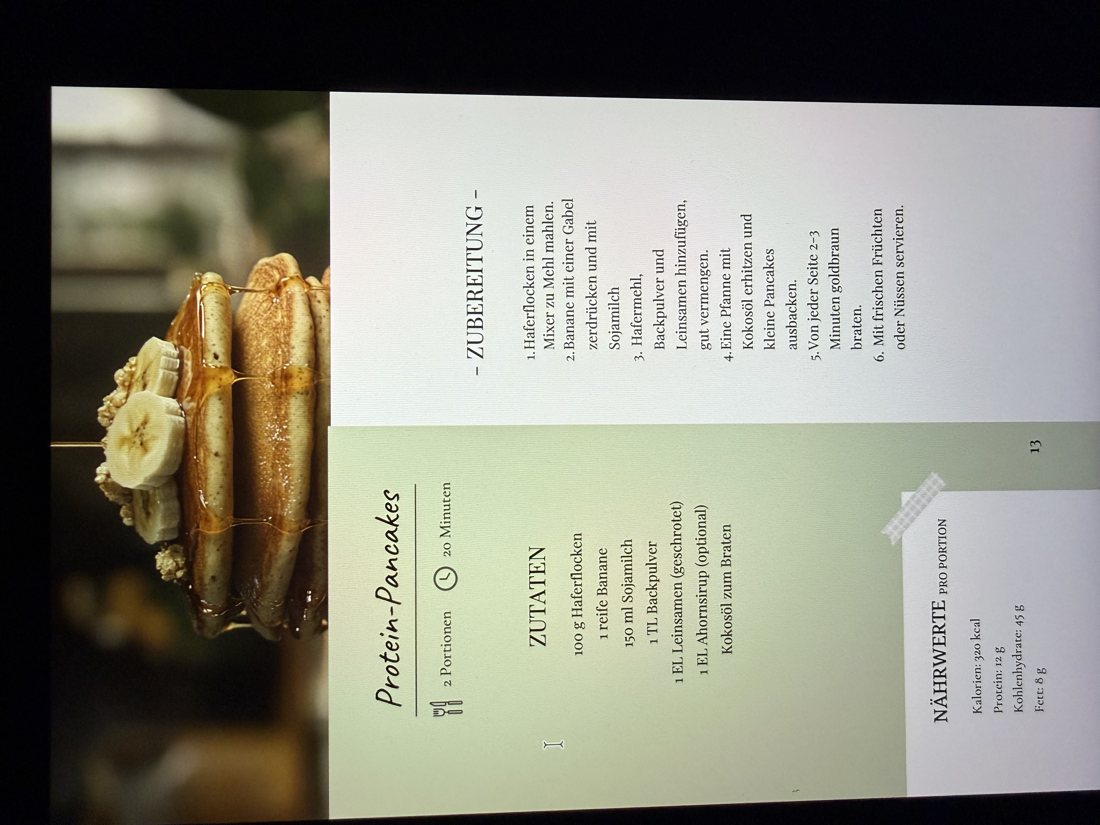 Protein-Pancakes
2 Portionen 20 Minuten
ZUTATEN
100 g Haferflocken
1 reife Banane
150 ml Sojamilch
1 TL Backpulver
1 EL Leinsamen (geschrotet)
1 EL Ahornsirup (optional)
Kokosöl zum Braten
NÄHRWERTE PRO PORTION
Kalorien: 320 kcal
Protein: 12 g
Kohlenhydrate: 45 g
Fett: 8 g
- ZUBEREITUNG -
1. Haferflocken in einem
Mixer zu Mehl mahlen.
2. Banane mit einer Gabel
zerdrücken und mit
Sojamilch
3. Hafermehl,
Backpulver und
Leinsamen hinzufügen,
gut vermengen.
4. Eine Pfanne mit
Kokosöl erhitzen und
kleine Pancakes
ausbacken.
5. Von jeder Seite 2-3
Minuten goldbraun
braten.
6. Mit frischen Früchten
oder Nüssen servieren.
13